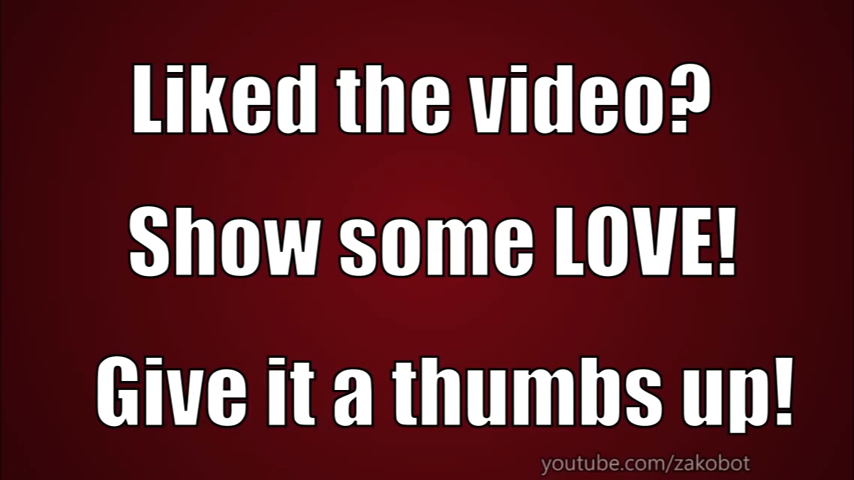 Liked the video?
Show some LOVE!
Give it a thumbs up!
youtube.com/zakobot